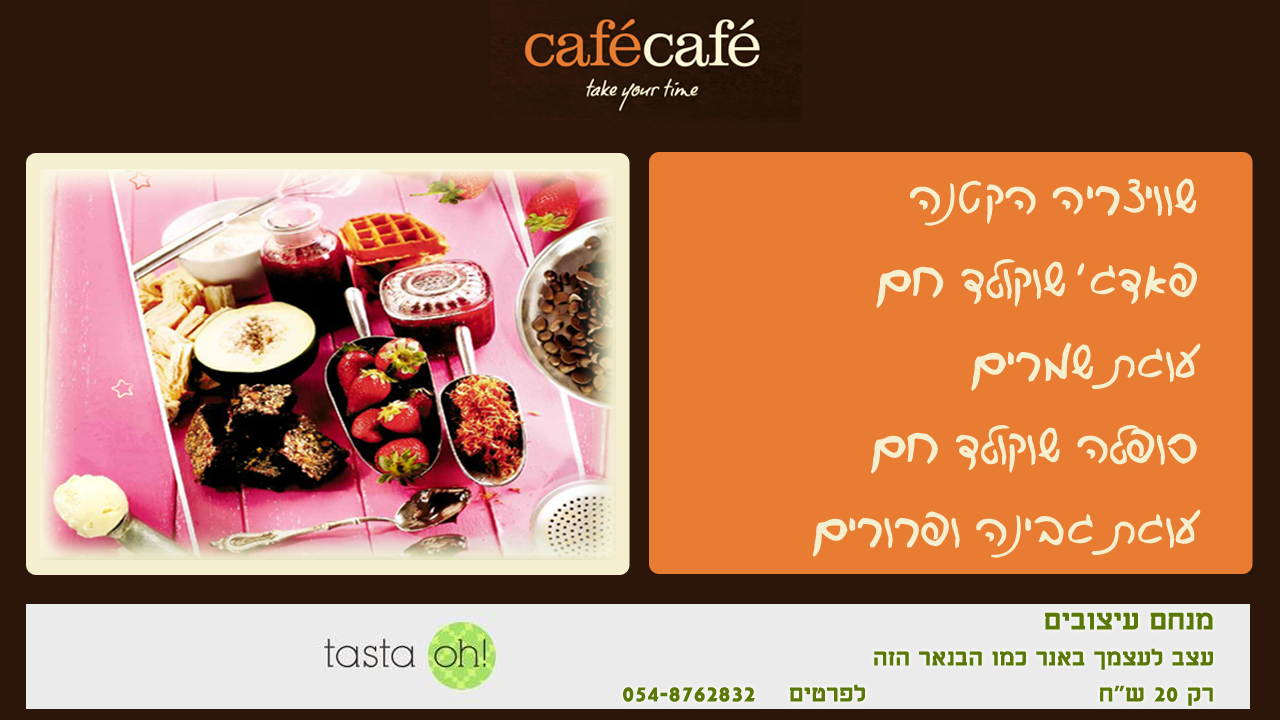 cafécafé
take your time
שוויצריה הקטנה
פאדג' שוקולד חם
עוגת שמרים
סופלה שוקולד חם
עוגת גבינה ופרורים
מנחם עיצובים
עצב לעצמך באנר כמו הבנאר הזה
רק 20 ש"ח לפרטים 054-8762832
tasta oh!